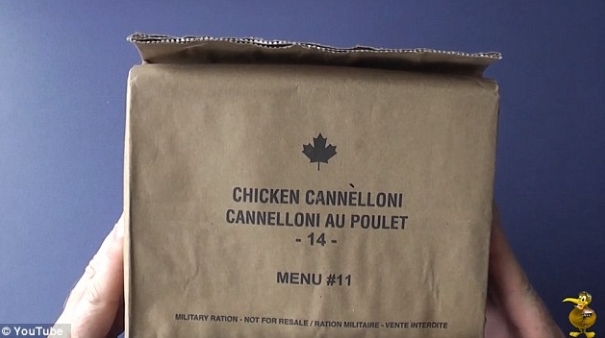 CHICKEN CANNELLONI
CANNELLONI AU POULET
- 14 -
MENU #11
MILITARY RATION - NOT FOR RESALE / RATION MILITAIRE - VENTE INTERDITE
© YouTube